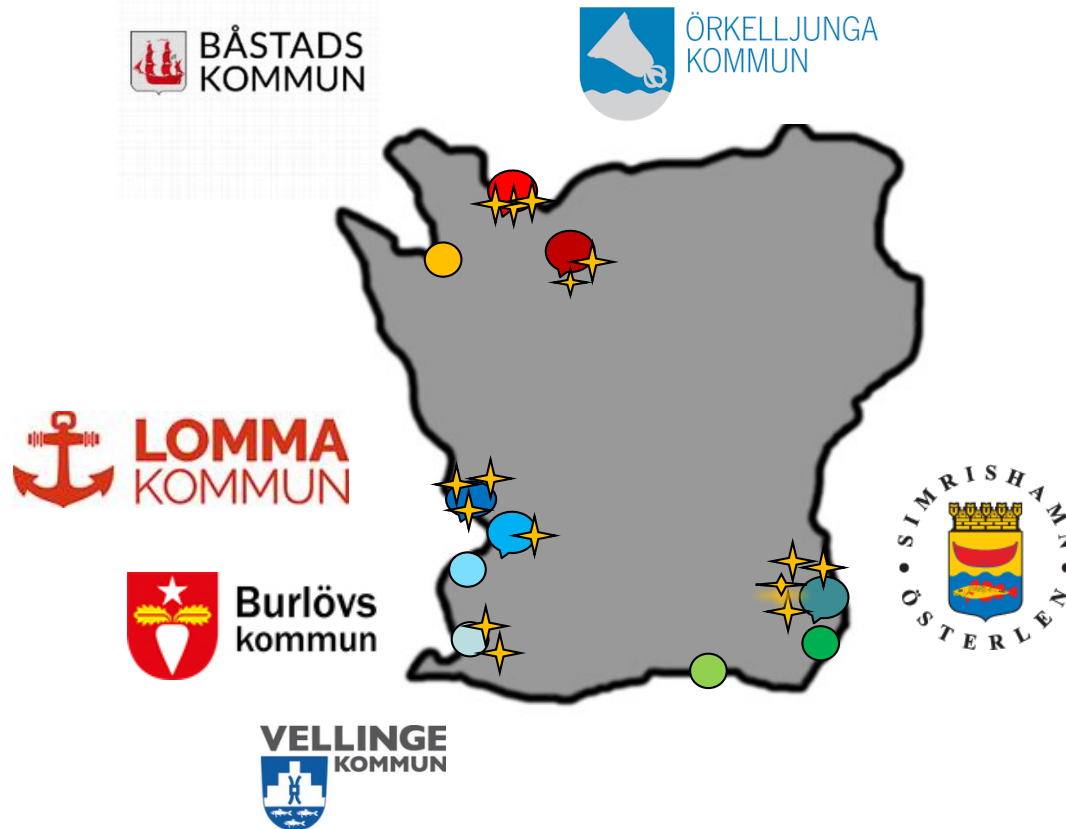 BÅSTADS
KOMMUN
ÖRKELLJUNGA
KOMMUN
LOMMA
KOMMUN
SIMRISHAMN
ÖSTERLEN
Burlövs
kommun
VELLINGE
KOMMUN